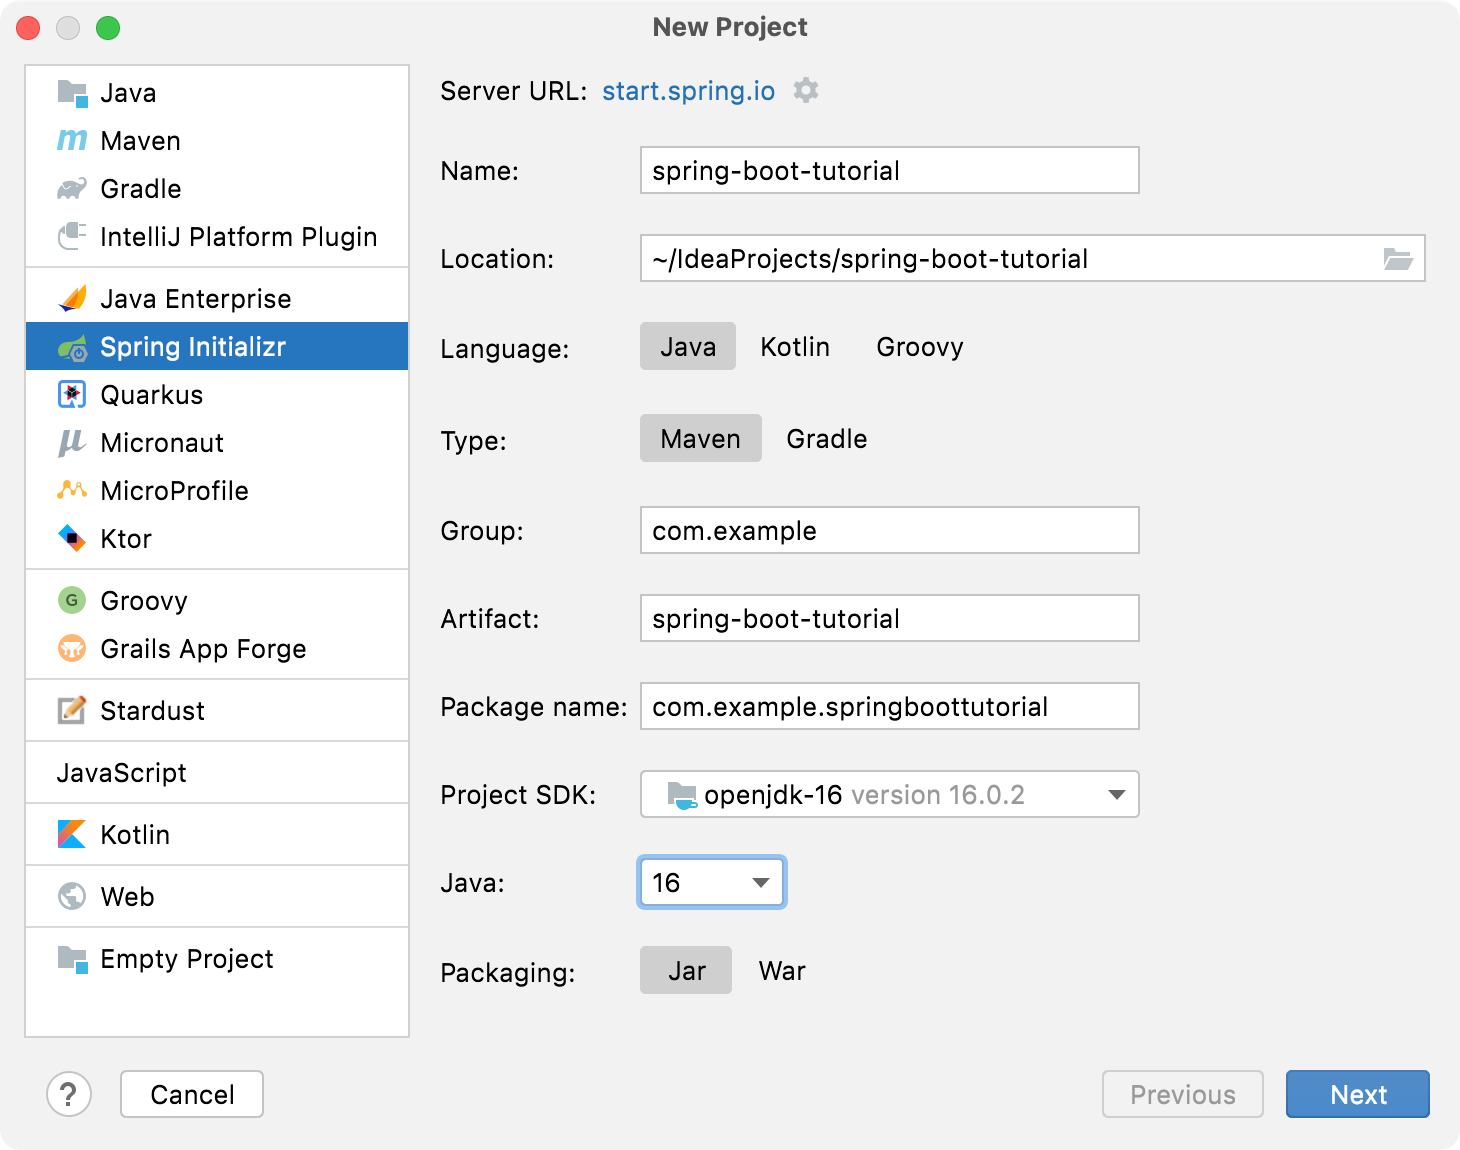 New Project
Java
Maven
Gradle
IntelliJ Platform Plugin
Java Enterprise
Spring Initializr
Quarkus
Micronaut
MicroProfile
Ktor
G Groovy
Grails App Forge
Stardust
JavaScript
Kotlin
Web
Empty Project
Server URL: start.spring.io
Name: spring-boot-tutorial
Location: ~/IdeaProjects/spring-boot-tutorial
Language: Java Kotlin Groovy
Type: Maven Gradle
Group: com.example
Artifact: spring-boot-tutorial
Package name: com.example.springboottutorial
Project SDK: openjdk-16 version 16.0.2
Java: 16
Packaging: Jar War
? Cancel Previous Next